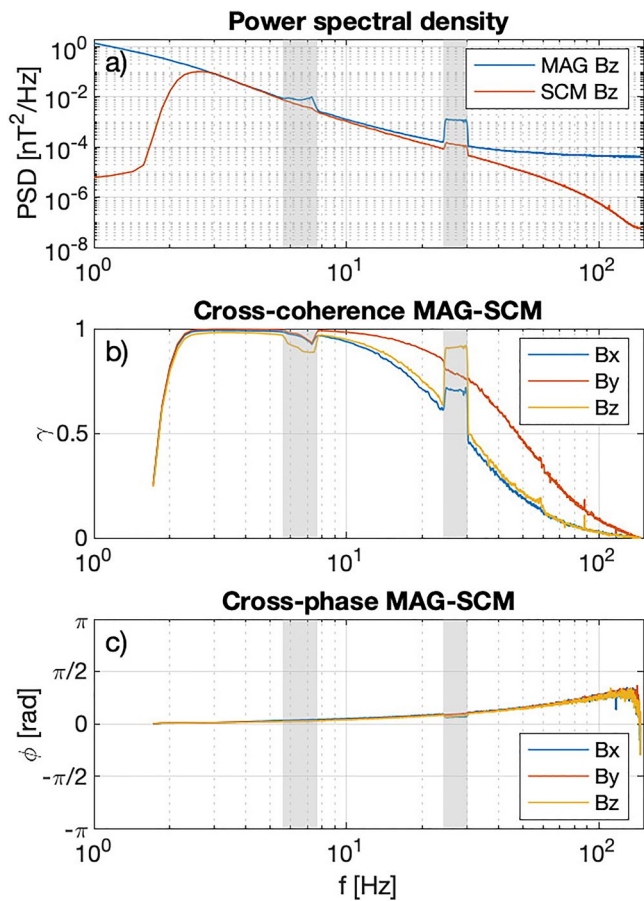 Power spectral density
a)
MAG Bz
SCM Bz
PSD [nT²/Hz]
10⁰
10⁻²
10⁻⁴
10⁻⁶
10⁻⁸
10⁰ 10¹ 10²
Cross-coherence MAG-SCM
b)
Bx
By
Bz
γ
1
0.5
0
10⁰ 10¹ 10²
Cross-phase MAG-SCM
c)
Bx
By
Bz
ϕ [rad]
π
π/2
0
-π/2
-π
10⁰ 10¹ 10²
f [Hz]